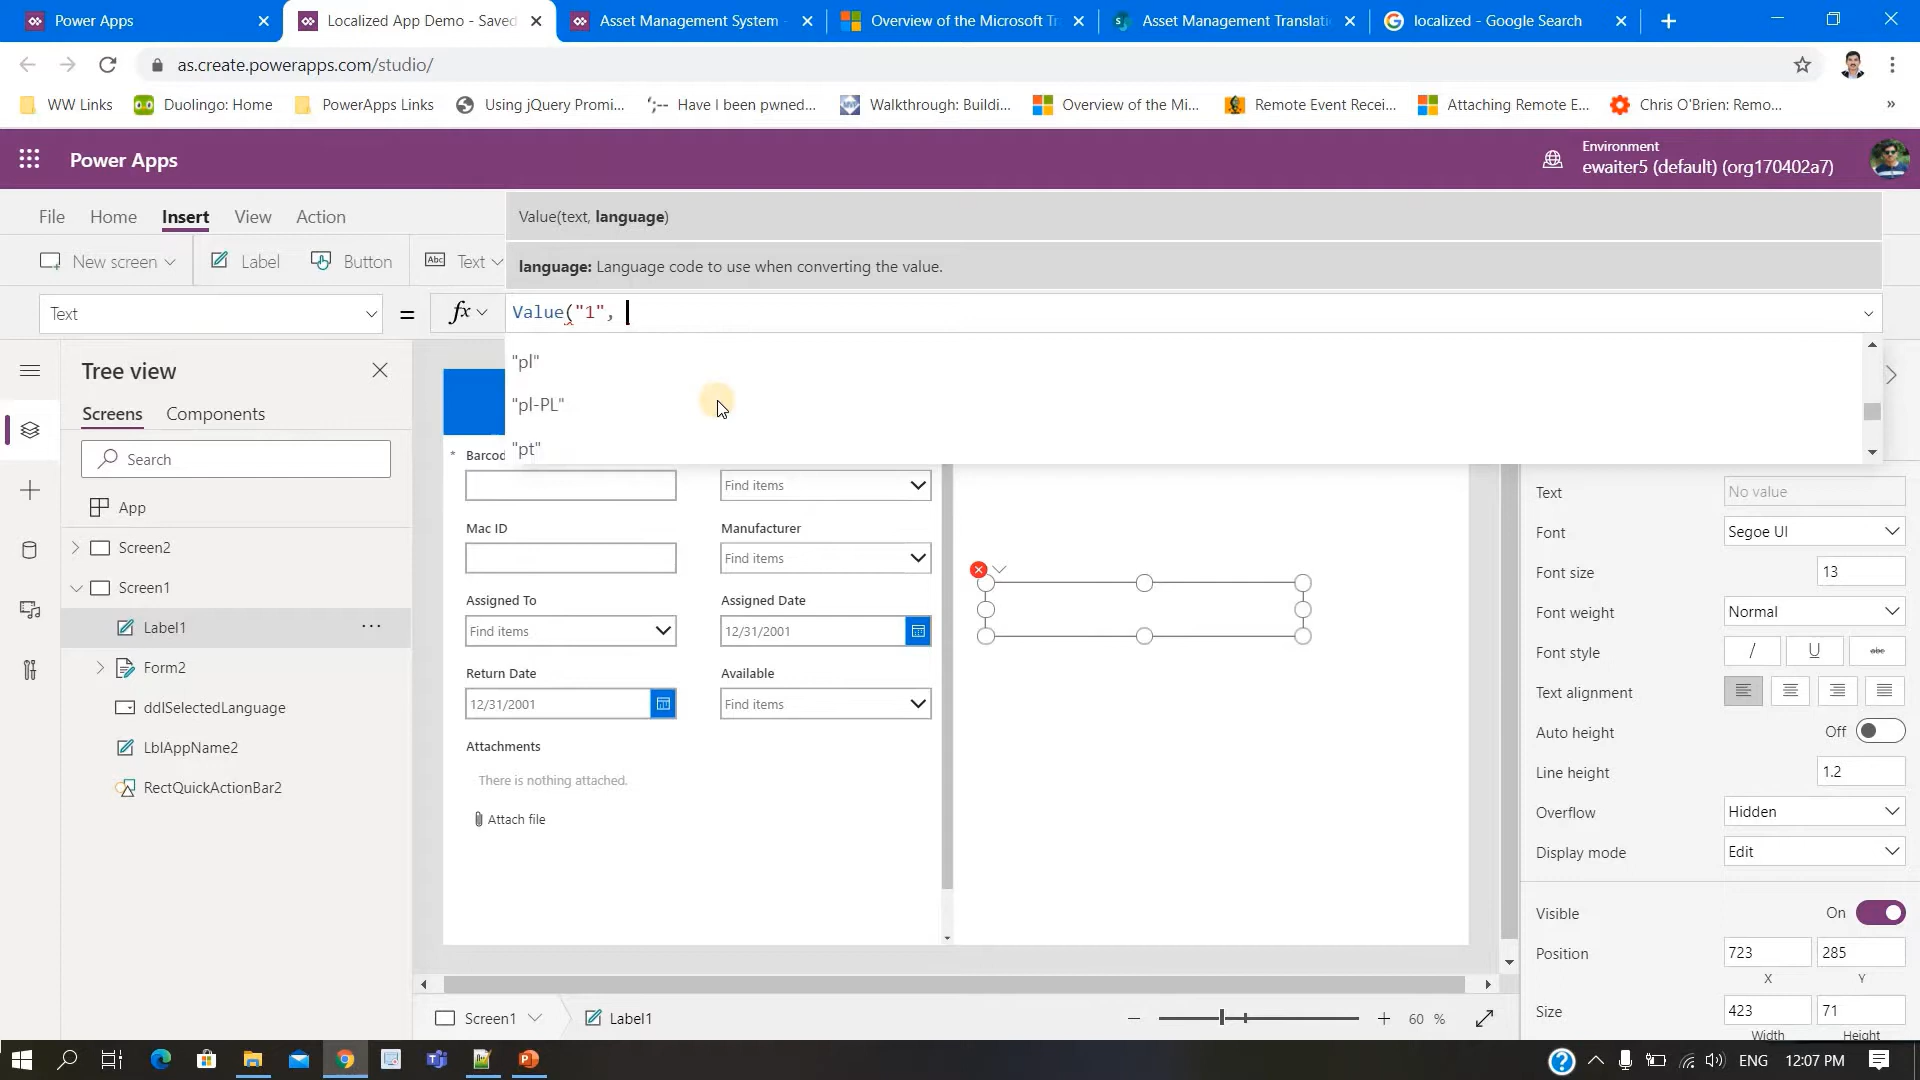 Power Apps
Localized App Demo - Saved
Asset Management System -
Overview of the Microsoft Tr
Asset Management Translati
localized - Google Search
as.create.powerapps.com/studio/
WW Links
Duolingo: Home
PowerApps Links
Using jQuery Promi...
Have I been pwned...
Walkthrough: Buildi...
Overview of the Mi...
Remote Event Recei...
Attaching Remote E...
Chris O'Brien: Remo...
»
Power Apps
Environment
ewaiter5 (default) (org170402a7)
File
Home
Insert
View
Action
Value(text, language)
New screen
Label
Button
Abc
Text
language: Language code to use when converting the value.
Text
=
fx
Value("1",
"pl"
"pl-PL"
"pt"
Tree view
Screens
Components
Search
App
Screen2
Screen1
Label1
Form2
ddlSelectedLanguage
LblAppName2
RectQuickActionBar2
* Barcod
Find items
Mac ID
Manufacturer
Find items
Assigned To
Assigned Date
Find items
12/31/2001
Return Date
Available
12/31/2001
Find items
Attachments
There is nothing attached.
Attach file
Text
No value
Font
Segoe UI
Font size
13
Font weight
Normal
Font style
/
U
abc
Text alignment
Auto height
Off
Line height
1.2
Overflow
Hidden
Display mode
Edit
Visible
On
Position
723
285
X
Y
Size
423
71
Width
Height
Screen1
Label1
60 %
ENG
12:07 PM